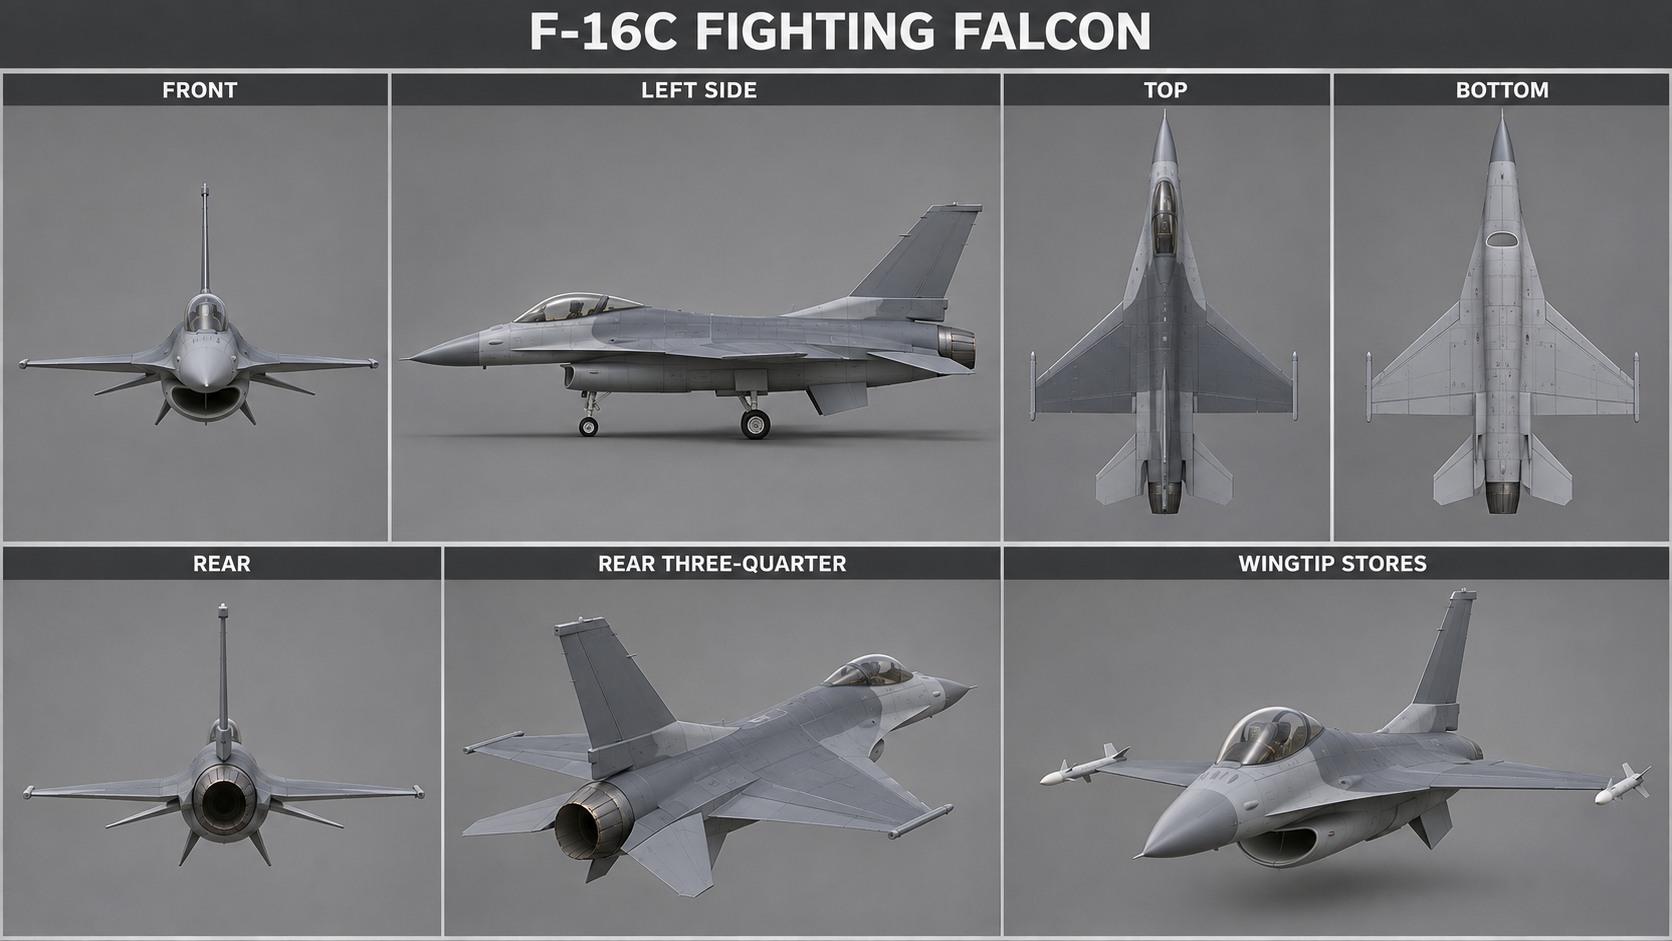 F-16C FIGHTING FALCON
FRONT
LEFT SIDE
TOP
BOTTOM
REAR
REAR THREE-QUARTER
WINGTIP STORES